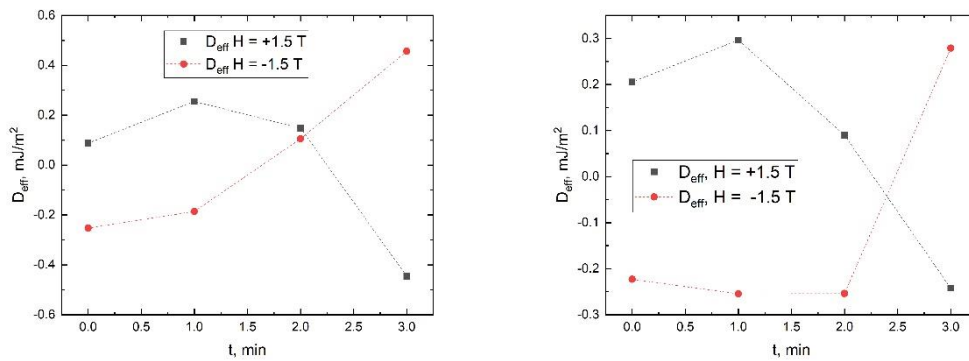 0.6
0.4
0.2
0.0
-0.2
-0.4
-0.6
D_eff, mJ/m²
D_eff H = +1.5 T
D_eff H = -1.5 T
0.0 0.5 1.0 1.5 2.0 2.5 3.0
t, min
0.3
0.2
0.1
0.0
-0.1
-0.2
-0.3
D_eff, mJ/m²
D_eff, H = +1.5 T
D_eff, H = -1.5 T
0.0 0.5 1.0 1.5 2.0 2.5 3.0
t, min